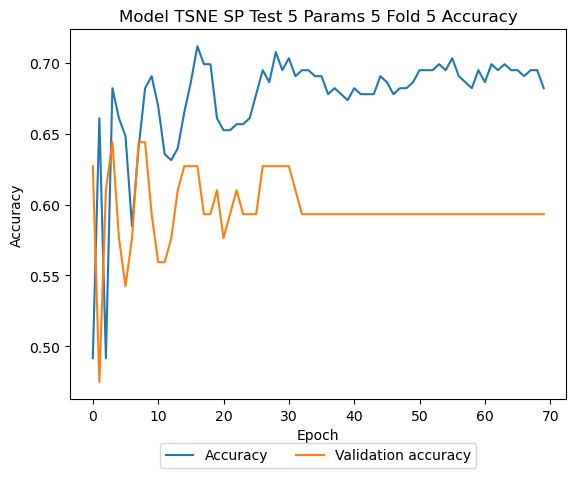 Model TSNE SP Test 5 Params 5 Fold 5 Accuracy
0.70
0.65
0.60
0.55
0.50
Accuracy
0 10 20 30 40 50 60 70
Epoch
Accuracy Validation accuracy